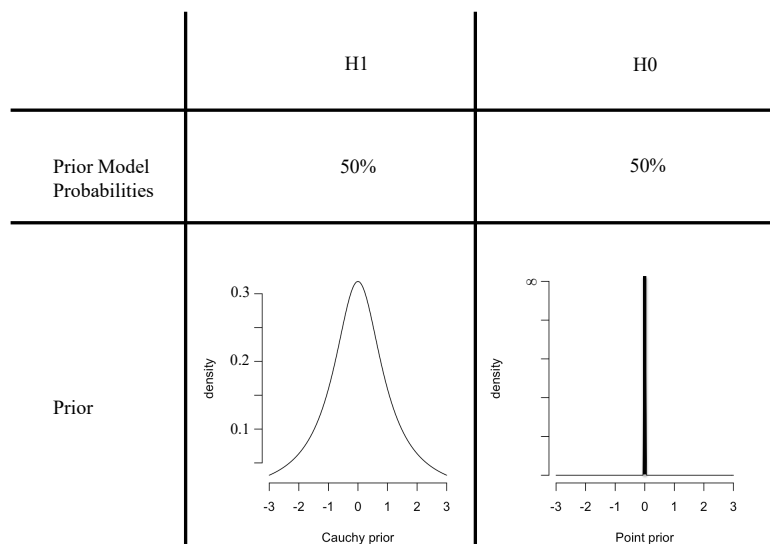 H1
H0
Prior Model
Probabilities
50%
50%
Prior
0.3
0.2
0.1
density
-3 -2 -1 0 1 2 3
Cauchy prior
∞
density
-3 -2 -1 0 1 2 3
Point prior